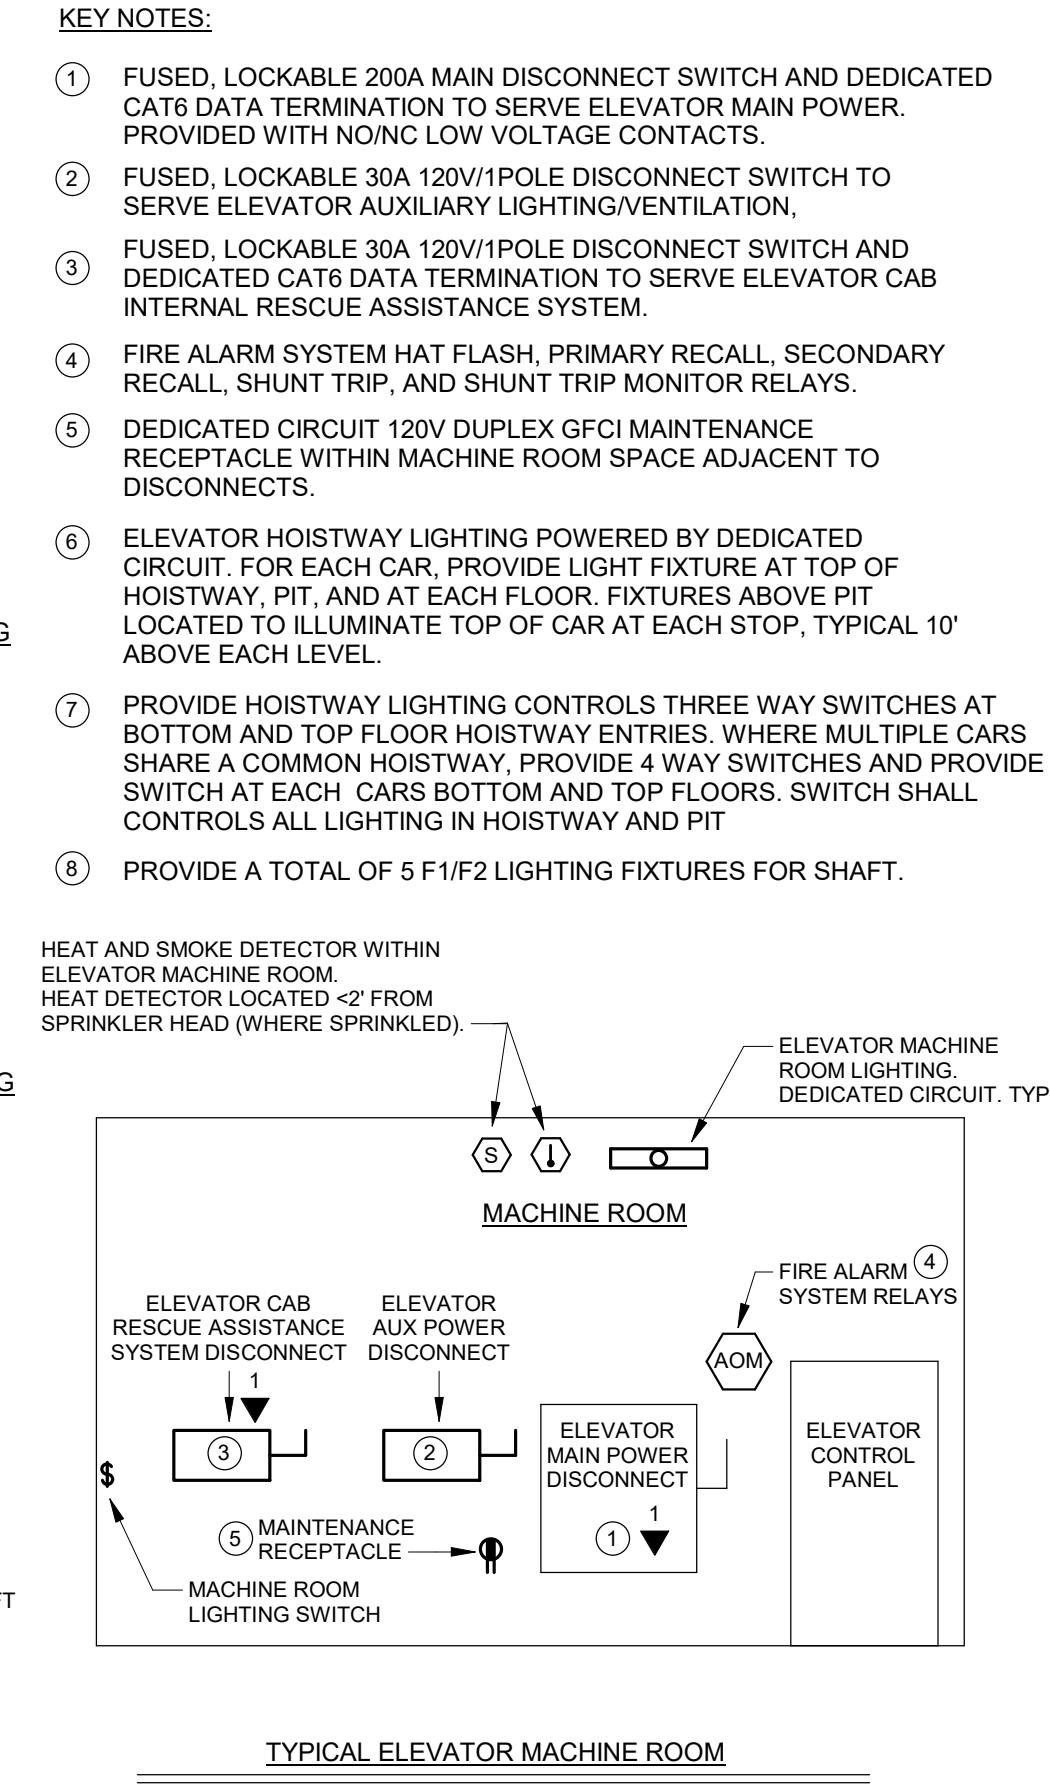 KEY NOTES:
1 FUSED, LOCKABLE 200A MAIN DISCONNECT SWITCH AND DEDICATED
CAT6 DATA TERMINATION TO SERVE ELEVATOR MAIN POWER.
PROVIDED WITH NO/NC LOW VOLTAGE CONTACTS.
2 FUSED, LOCKABLE 30A 120V/1POLE DISCONNECT SWITCH TO
SERVE ELEVATOR AUXILIARY LIGHTING/VENTILATION,
3 FUSED, LOCKABLE 30A 120V/1POLE DISCONNECT SWITCH AND
DEDICATED CAT6 DATA TERMINATION TO SERVE ELEVATOR CAB
INTERNAL RESCUE ASSISTANCE SYSTEM.
4 FIRE ALARM SYSTEM HAT FLASH, PRIMARY RECALL, SECONDARY
RECALL, SHUNT TRIP, AND SHUNT TRIP MONITOR RELAYS.
5 DEDICATED CIRCUIT 120V DUPLEX GFCI MAINTENANCE
RECEPTACLE WITHIN MACHINE ROOM SPACE ADJACENT TO
DISCONNECTS.
6 ELEVATOR HOISTWAY LIGHTING POWERED BY DEDICATED
CIRCUIT. FOR EACH CAR, PROVIDE LIGHT FIXTURE AT TOP OF
HOISTWAY, PIT, AND AT EACH FLOOR. FIXTURES ABOVE PIT
LOCATED TO ILLUMINATE TOP OF CAR AT EACH STOP, TYPICAL 10'
ABOVE EACH LEVEL.
G
7 PROVIDE HOISTWAY LIGHTING CONTROLS THREE WAY SWITCHES AT
BOTTOM AND TOP FLOOR HOISTWAY ENTRIES. WHERE MULTIPLE CARS
SHARE A COMMON HOISTWAY, PROVIDE 4 WAY SWITCHES AND PROVIDE
SWITCH AT EACH CARS BOTTOM AND TOP FLOORS. SWITCH SHALL
CONTROLS ALL LIGHTING IN HOISTWAY AND PIT
8 PROVIDE A TOTAL OF 5 F1/F2 LIGHTING FIXTURES FOR SHAFT.
HEAT AND SMOKE DETECTOR WITHIN
ELEVATOR MACHINE ROOM.
HEAT DETECTOR LOCATED <2' FROM
SPRINKLER HEAD (WHERE SPRINKLED).
ELEVATOR MACHINE
ROOM LIGHTING.
DEDICATED CIRCUIT. TYP
G
S
MACHINE ROOM
FIRE ALARM 4
SYSTEM RELAYS
AOM
ELEVATOR CAB
RESCUE ASSISTANCE
SYSTEM DISCONNECT
1
3
ELEVATOR
AUX POWER
DISCONNECT
2
ELEVATOR
MAIN POWER
DISCONNECT
1
1
ELEVATOR
CONTROL
PANEL
$
5 MAINTENANCE
RECEPTACLE
MACHINE ROOM
LIGHTING SWITCH
FT
TYPICAL ELEVATOR MACHINE ROOM